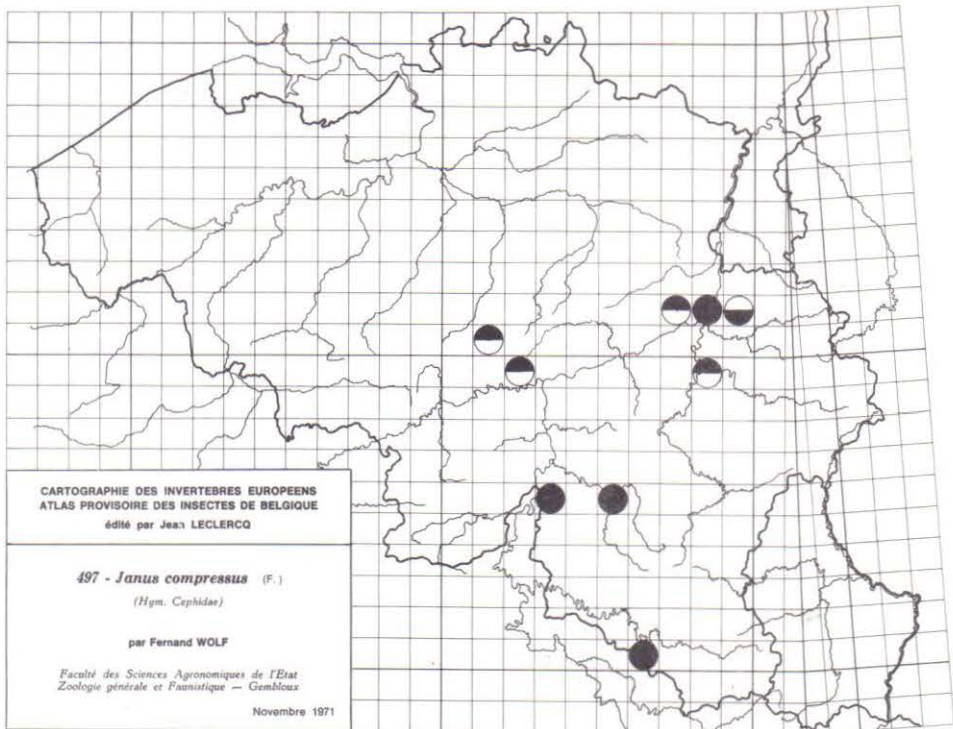 CARTOGRAPHIE DES INVERTEBRES EUROPEENS
ATLAS PROVISOIRE DES INSECTES DE BELGIQUE
édité par Jean LECLERCQ
497 - Janus compressus (F.)
(Hym. Cephidae)
par Fernand WOLF
Faculté des Sciences Agronomiques de l'Etat
Zoologie générale et Faunistique — Gembloux
Novembre 1971